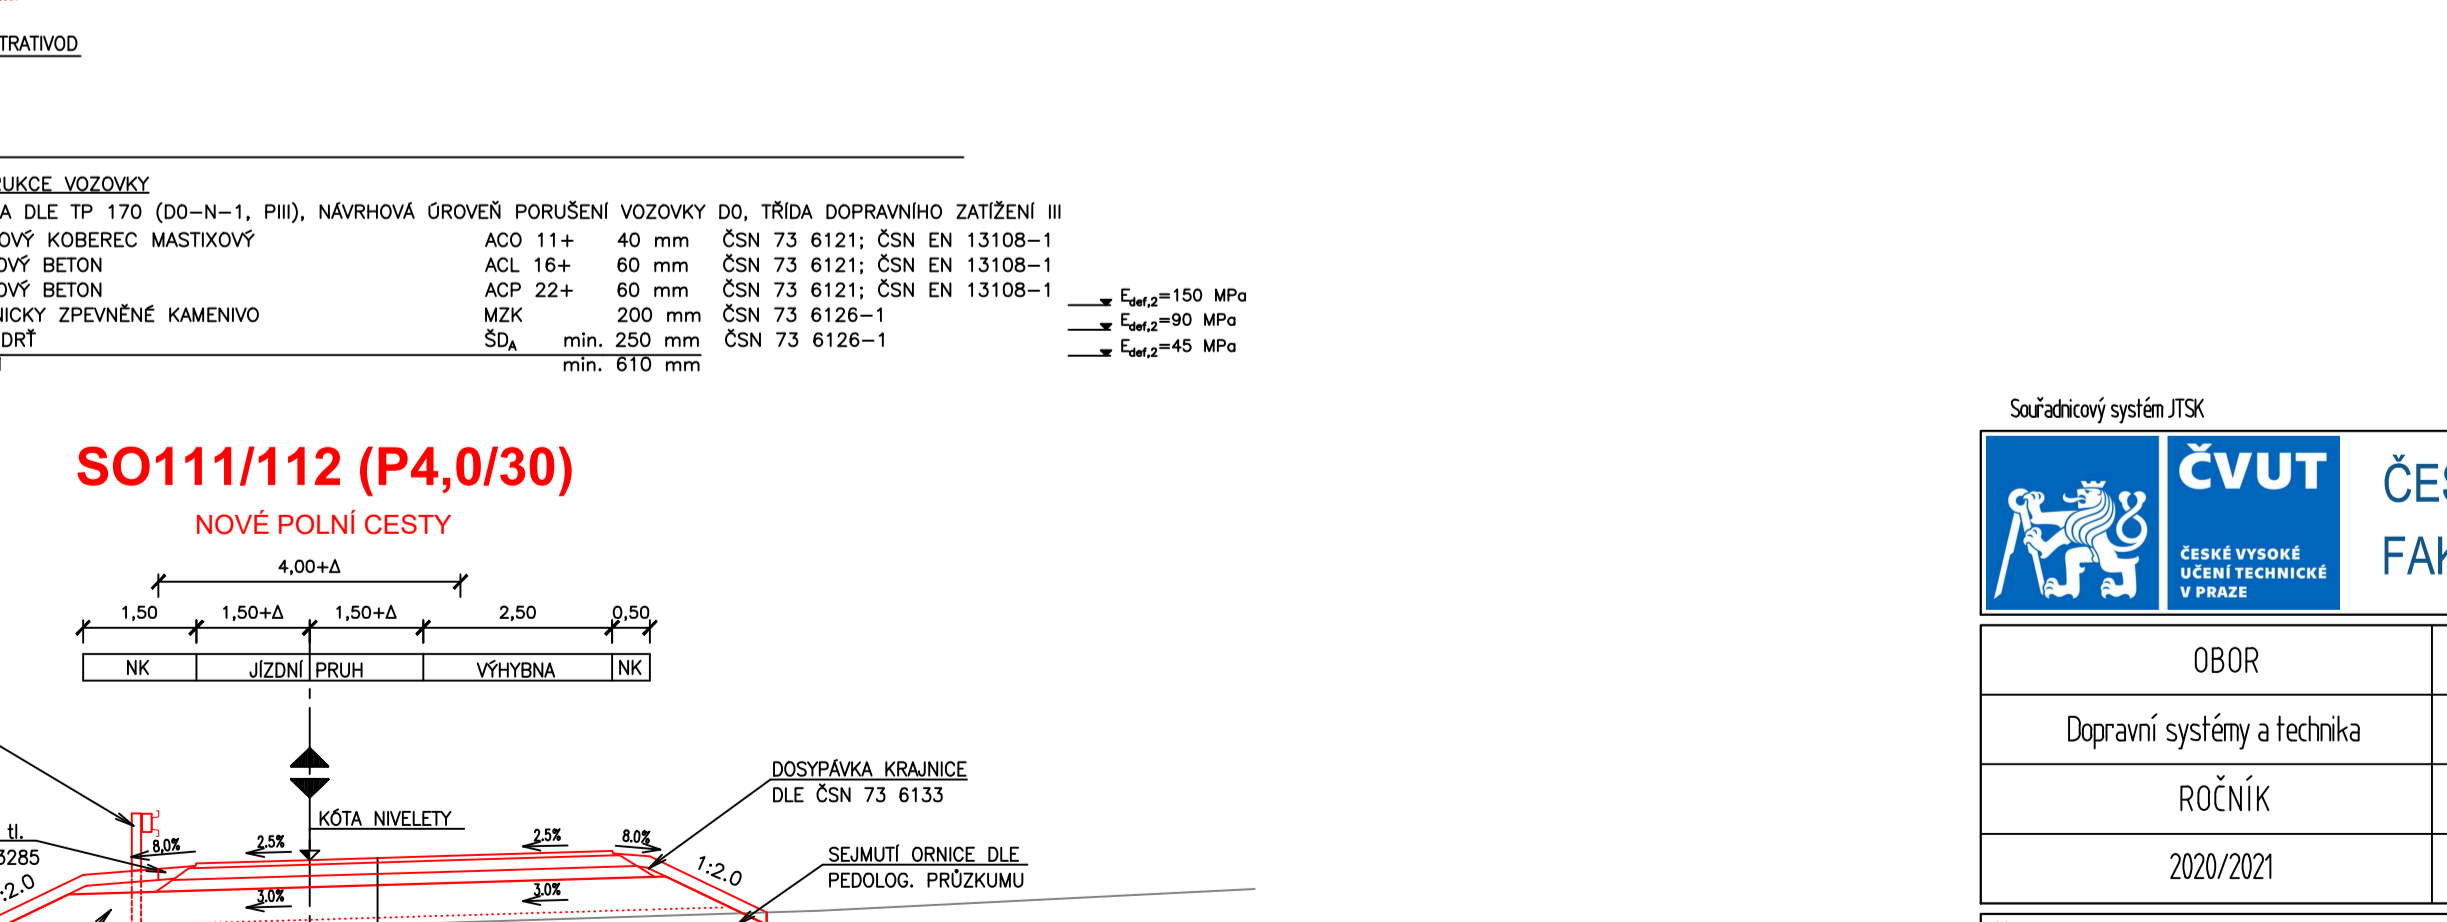 TRATIVOD
RUKCE VOZOVKY
A DLE TP 170 (D0-N-1, PIII), NÁVRHOVÁ ÚROVEŇ PORUŠENÍ VOZOVKY D0, TŘÍDA DOPRAVNÍHO ZATÍŽENÍ III
OVÝ KOBEREC MASTIXOVÝ ACO 11+ 40 mm ČSN 73 6121; ČSN EN 13108-1
OVÝ BETON ACL 16+ 60 mm ČSN 73 6121; ČSN EN 13108-1
OVÝ BETON ACP 22+ 60 mm ČSN 73 6121; ČSN EN 13108-1 Edef,2=150 MPa
NICKY ZPEVNĚNÉ KAMENIVO MZK 200 mm ČSN 73 6126-1 Edef,2=90 MPa
DRŤ ŠDA min. 250 mm ČSN 73 6126-1 Edef,2=45 MPa
min. 610 mm
Souřadnicový systém JTSK
SO111/112 (P4,0/30)
NOVÉ POLNÍ CESTY
4,00+Δ
1,50 1,50+Δ 1,50+Δ 2,50 0,50
NK JÍZDNÍ PRUH VÝHYBNA NK
KÓTA NIVELETY
DOSYPÁVKA KRAJNICE
DLE ČSN 73 6133
tl.
3285
:2.0
8,0% 2.5% 2.5% 8.0%
1:2.0
3.0% 3.0%
SEJMUTÍ ORNICE DLE
PEDOLOG. PRŮZKUMU
ČVUT
ČESKÉ VYSOKÉ
UČENÍ TECHNICKÉ
V PRAZE
ČES
FAK
OBOR
Dopravní systémy a technika
ROČNÍK
2020/2021